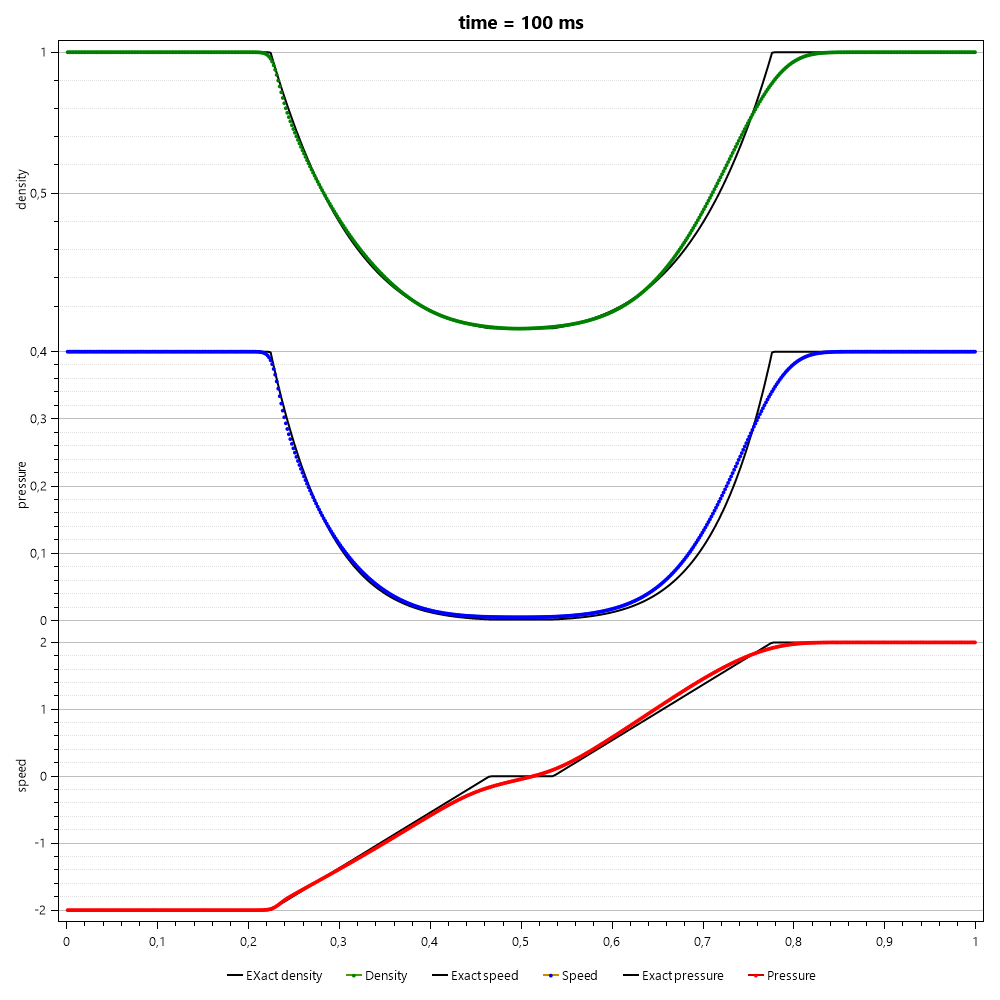 time = 100 ms
1
0,5
density
0,4
0,3
0,2
0,1
0
pressure
2
1
0
-1
-2
speed
0 0,1 0,2 0,3 0,4 0,5 0,6 0,7 0,8 0,9 1
EXact density Density Exact speed Speed Exact pressure Pressure